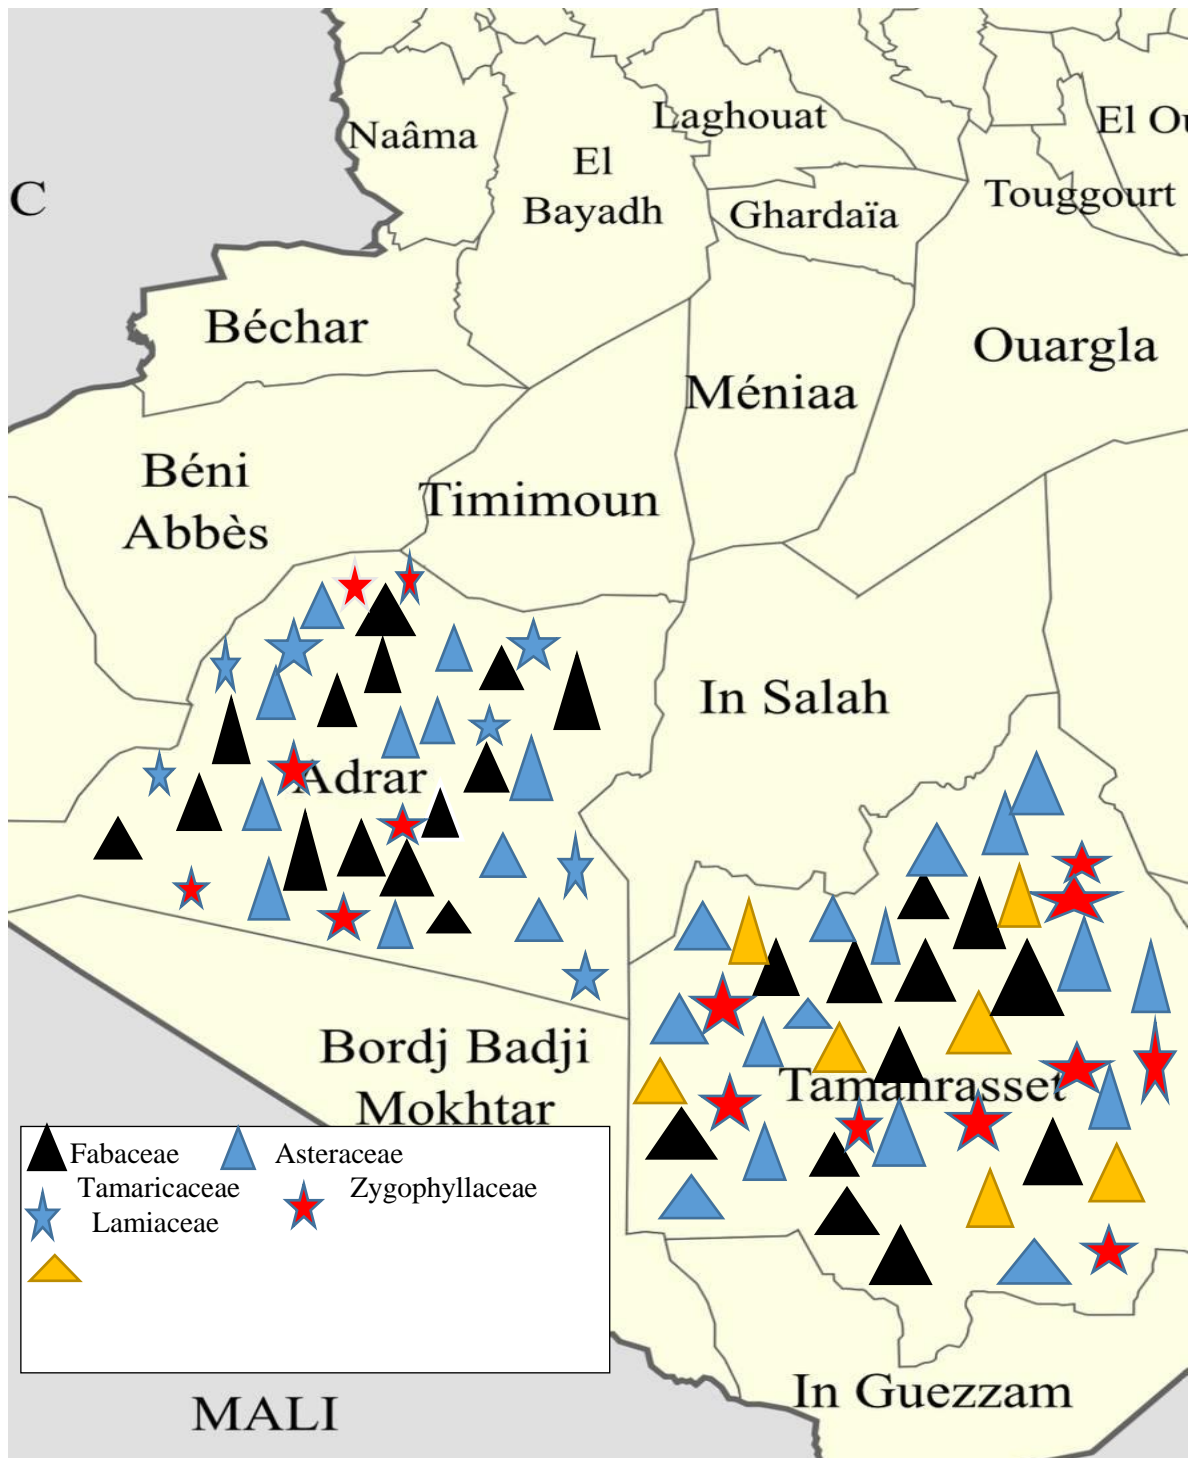 Laghouat
El Ou
Naâma
El
Bayadh
C
Touggourt
Ghardaïa
Béchar
Ouargla
Méniaa
Béni
Abbès
Timimoun
In Salah
Adrar
Bordj Badji
Mokhtar
Tamanrasset
Fabaceae Asteraceae
Tamaricaceae Zygophyllaceae
Lamiaceae
In Guezzam
MALI